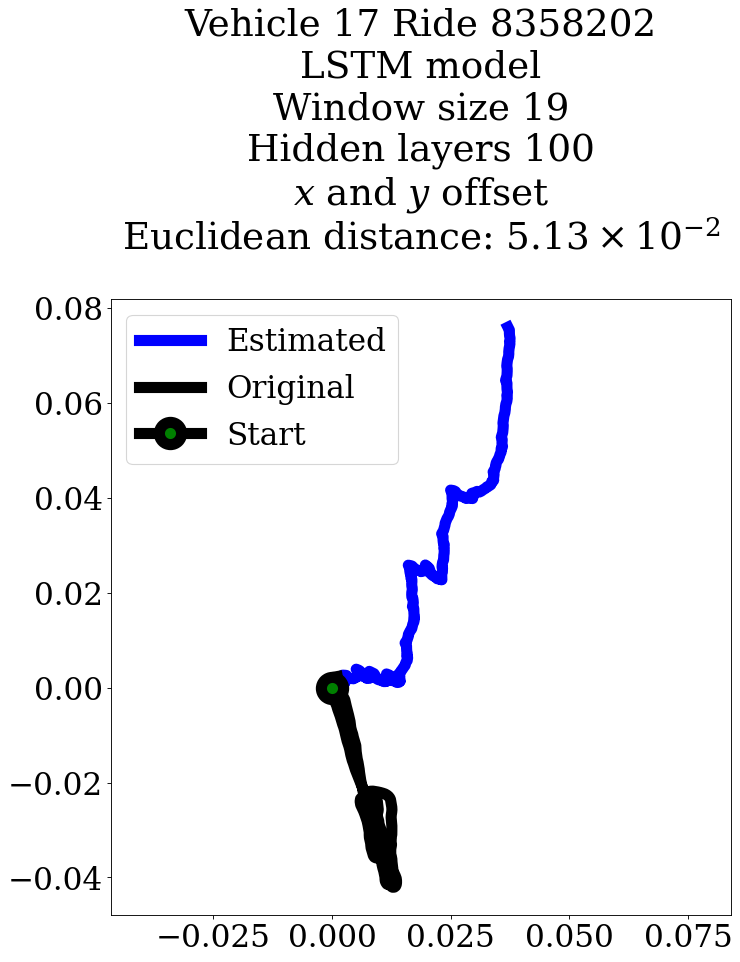 Vehicle 17 Ride 8358202
LSTM model
Window size 19
Hidden layers 100
x and y offset
Euclidean distance: 5.13 × 10⁻²
Estimated
Original
Start
0.08
0.06
0.04
0.02
0.00
−0.02
−0.04
−0.025 0.000 0.025 0.050 0.075